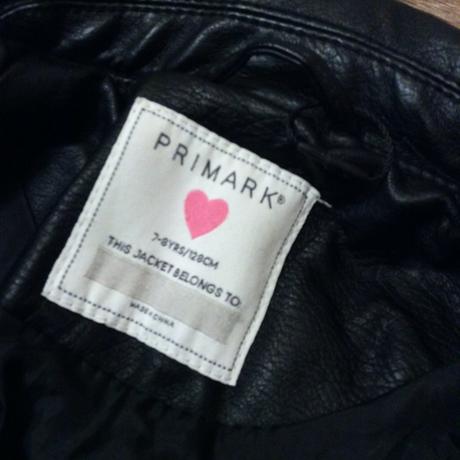 PRIMARK®
7-8YRS/128CM
THIS JACKET BELONGS TO
MADE IN CHINA